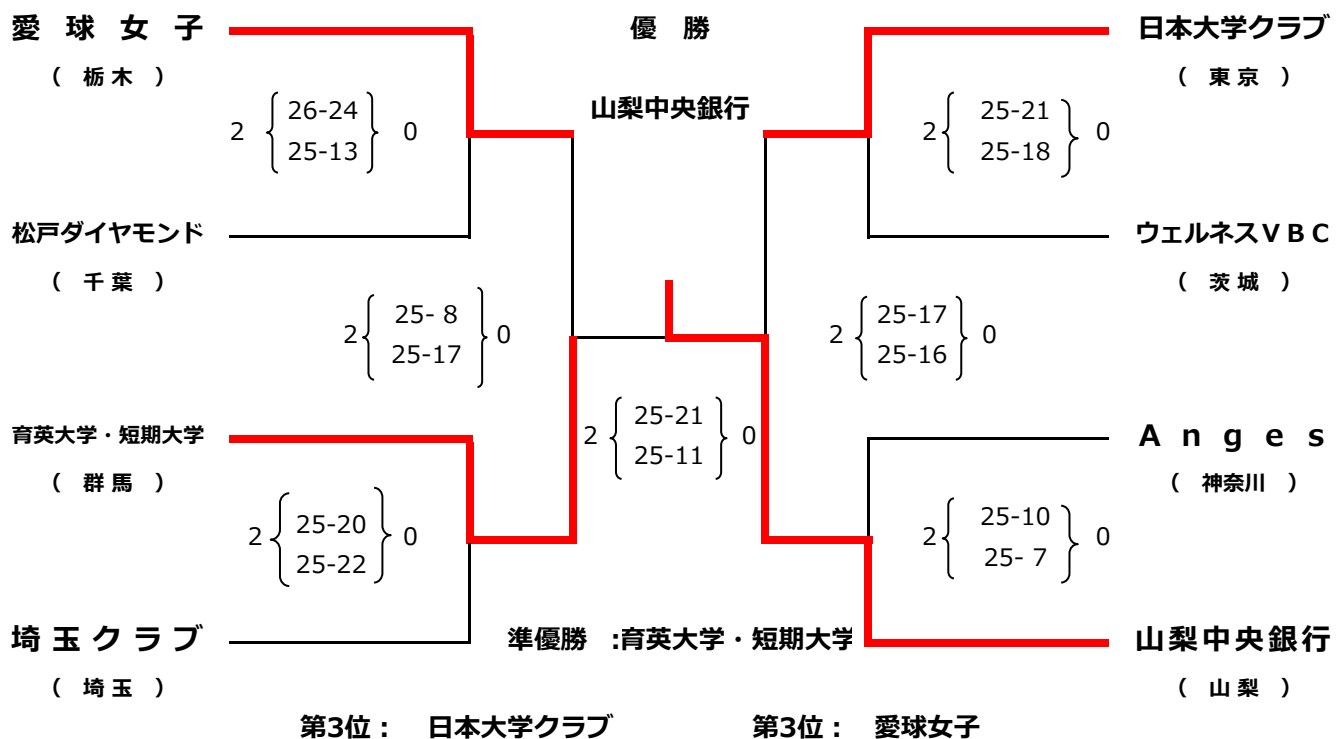 愛球女子 優勝 日本大学クラブ
( 栃木 ) ( 東京 )
山梨中央銀行
26-24 25-21
2 0 2 0
25-13 25-18
松戸ダイヤモンド ウェルネスVBC
( 千葉 ) ( 茨城 )
25- 8 25-17
2 0 2 0
25-17 25-16
育英大学・短期大学 25-21 Anges
2 0
25-11
( 群馬 ) ( 神奈川 )
25-20 25-10
2 0 2 0
25-22 25- 7
埼玉クラブ 準優勝 :育英大学・短期大学 山梨中央銀行
( 埼玉 ) ( 山梨 )
第3位: 日本大学クラブ 第3位: 愛球女子